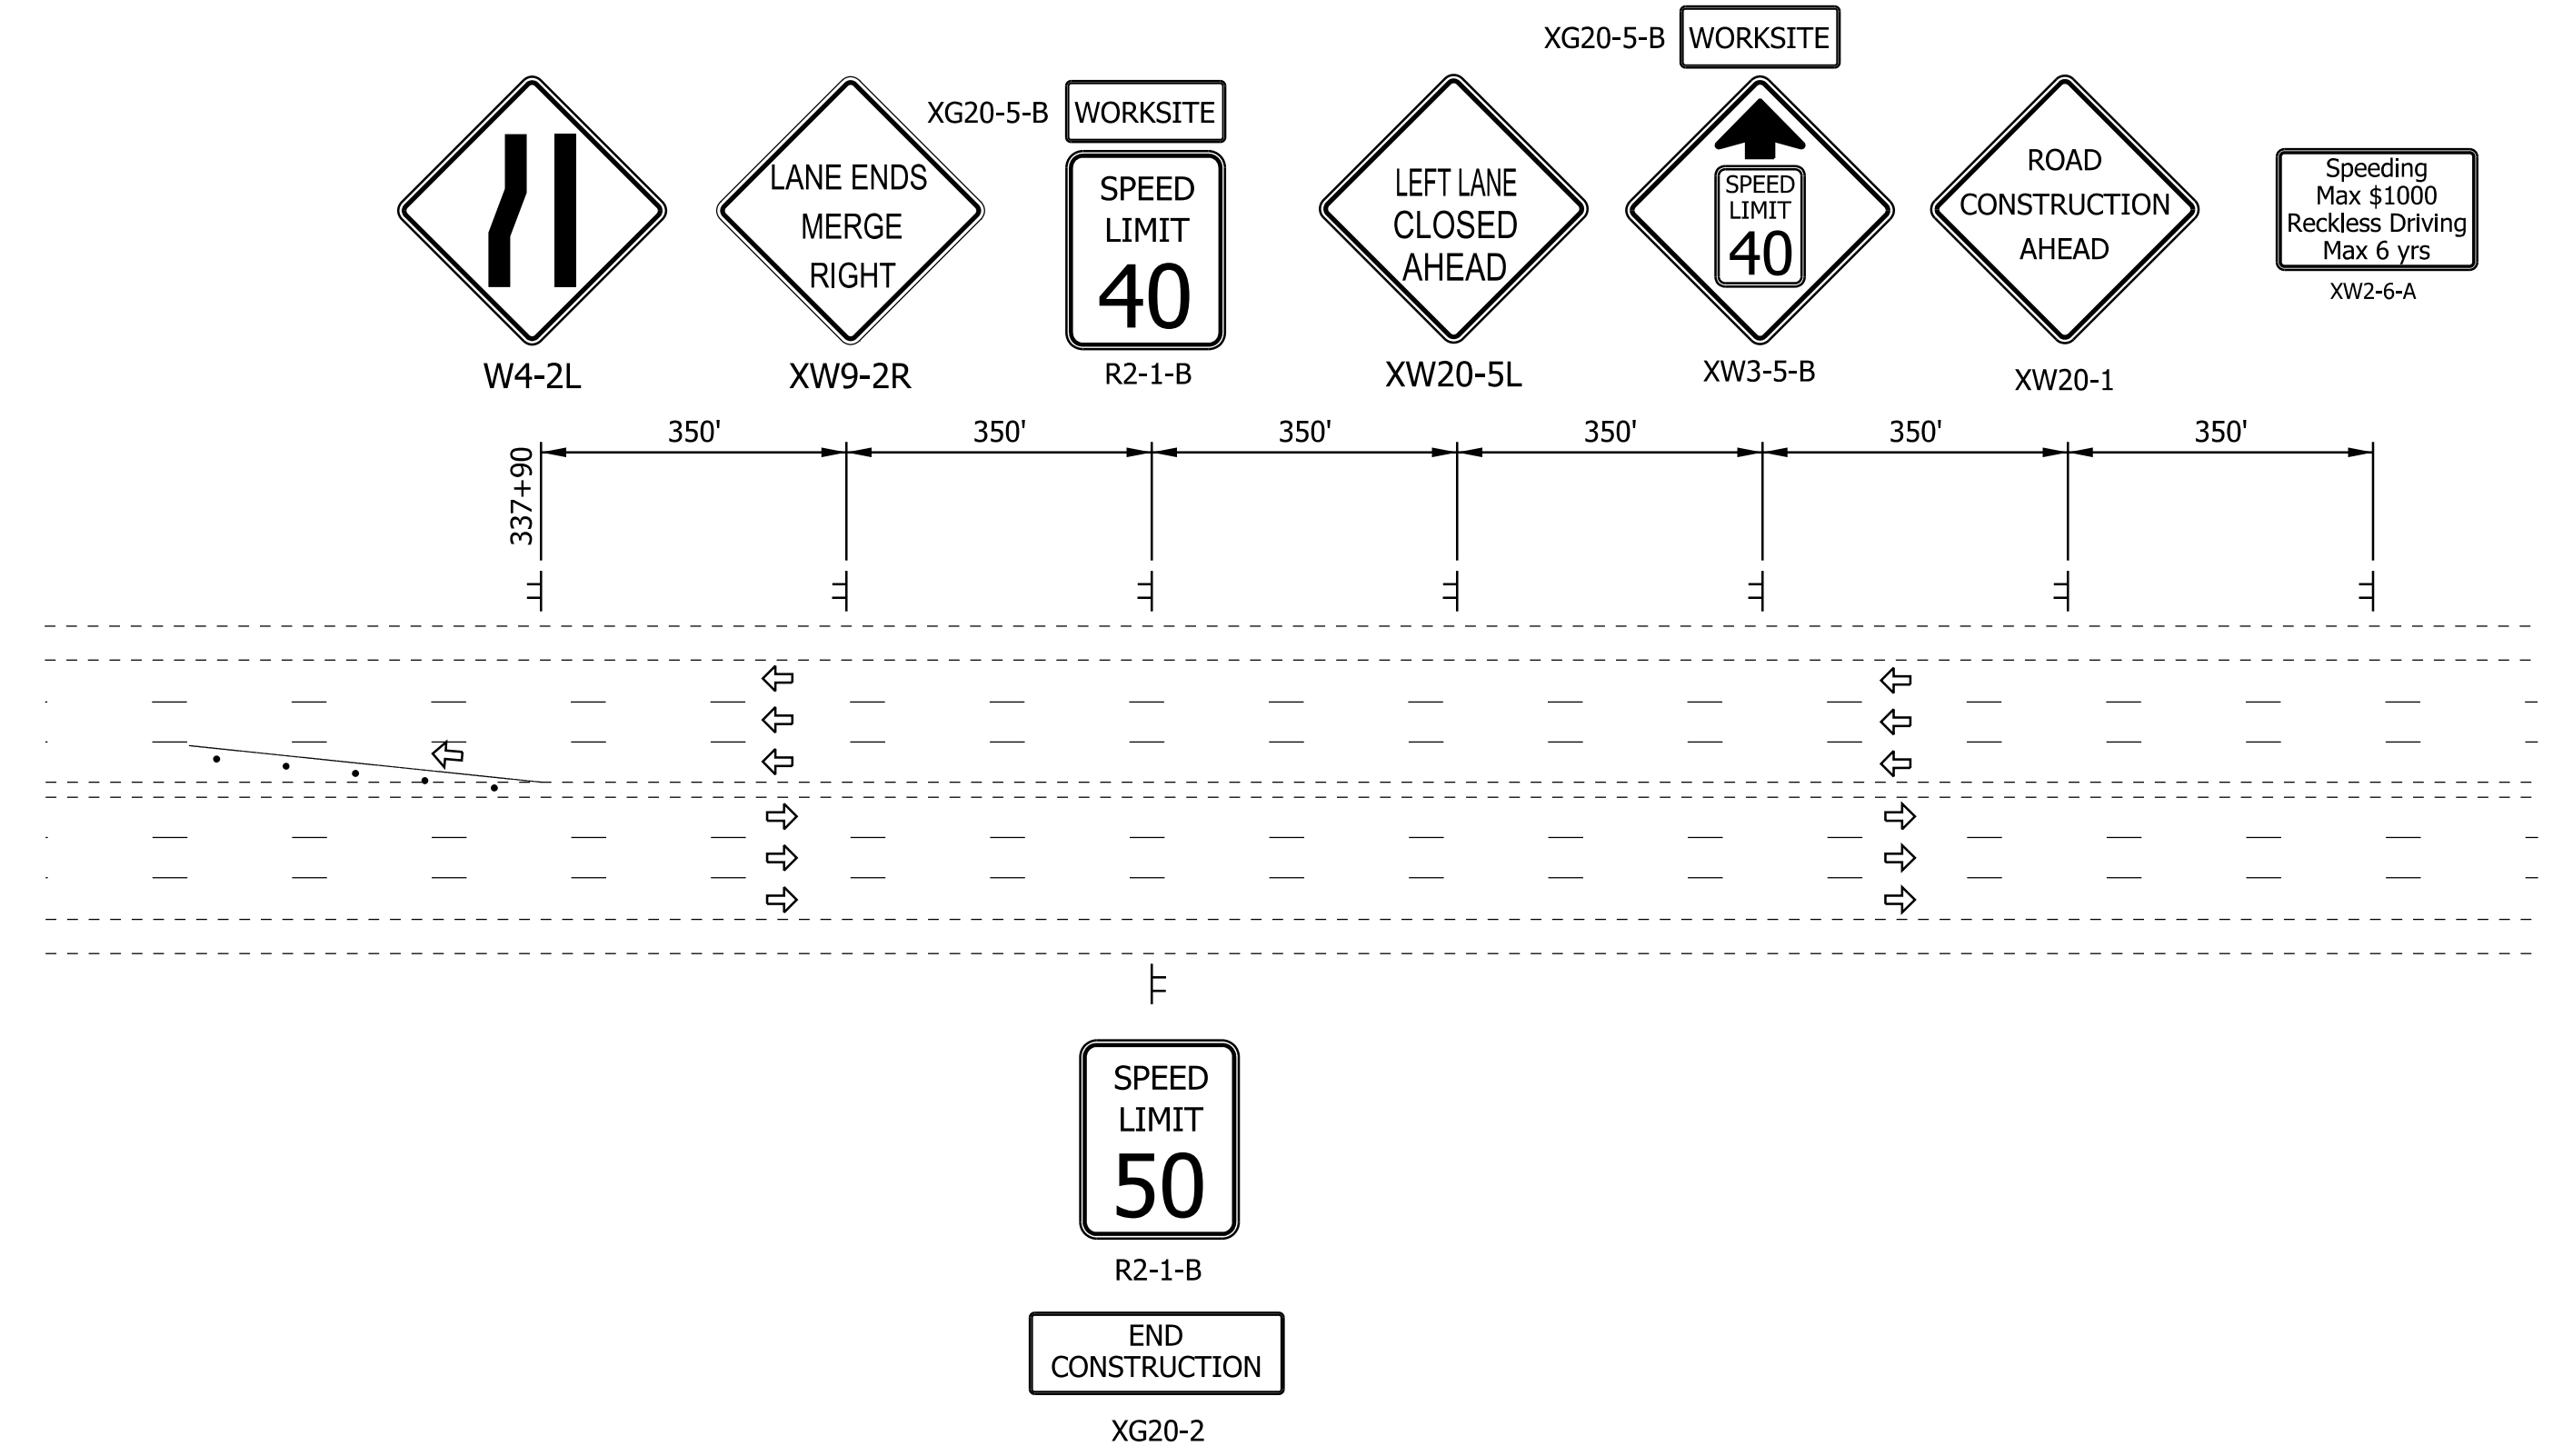 XG20-5-B
WORKSITE
LANE ENDS
MERGE
RIGHT
XG20-5-B
WORKSITE
SPEED
LIMIT
40
LEFT LANE
CLOSED
AHEAD
SPEED
LIMIT
40
ROAD
CONSTRUCTION
AHEAD
Speeding
Max $1000
Reckless Driving
Max 6 yrs
W4-2L
XW9-2R
R2-1-B
XW20-5L
XW3-5-B
XW20-1
XW2-6-A
350'
350'
350'
350'
350'
350'
337+90
SPEED
LIMIT
50
R2-1-B
END
CONSTRUCTION
XG20-2